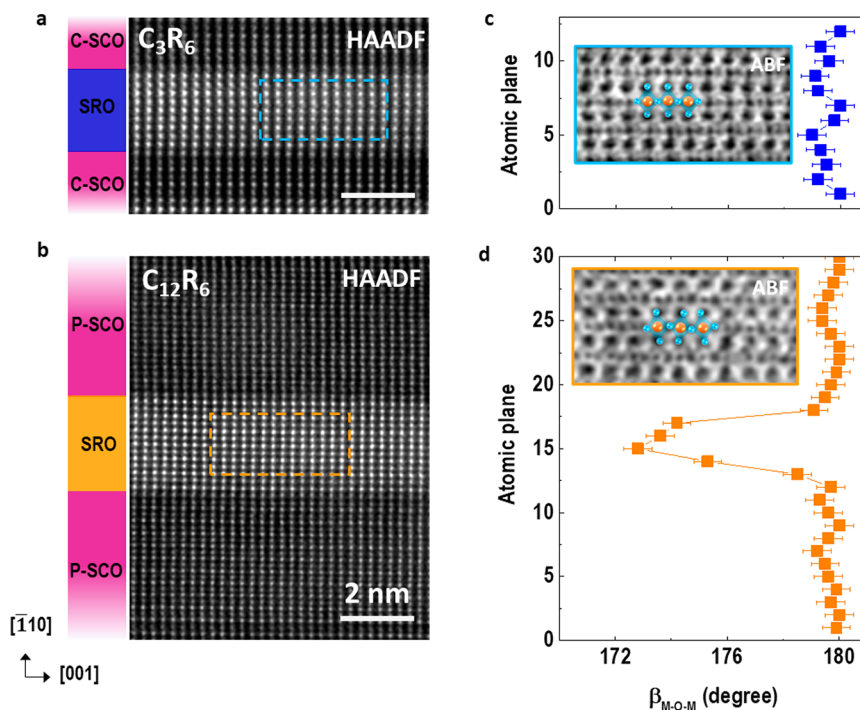 a
C-SCO
SRO
C-SCO
C₃R₆
HAADF
b
P-SCO
SRO
P-SCO
C₁₂R₆
HAADF
2 nm
[1̄10]
[001]
c
Atomic plane
10
5
0
ABF
d
Atomic plane
30
25
20
15
10
5
0
ABF
172
176
180
β_M-O-M (degree)